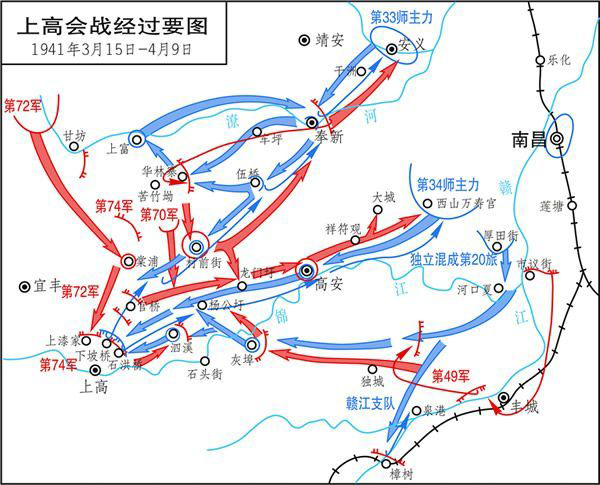 上高会战经过要图
1941年3月15日-4月9日
第33师主力
靖安
安义
干洲
乐化
第72军
甘坊
上富
潦
河
奉新
车坪
南昌
华林寨
苦竹坳
伍桥
赣
第34师主力
大城
西山万寿宫
莲塘
第74军
第70军
祥符观
厚田街
棠浦
村前街
独立混成第20旅
市汊街
宜丰
龙团圩
高安
第72军
官桥
杨公圩
锦
江
河口夏
江
上漆家
下坡桥
泗溪
灰埠
第74军
石洪桥
石头街
独城
第49军
上高
赣江支队
泉港
丰城
樟树